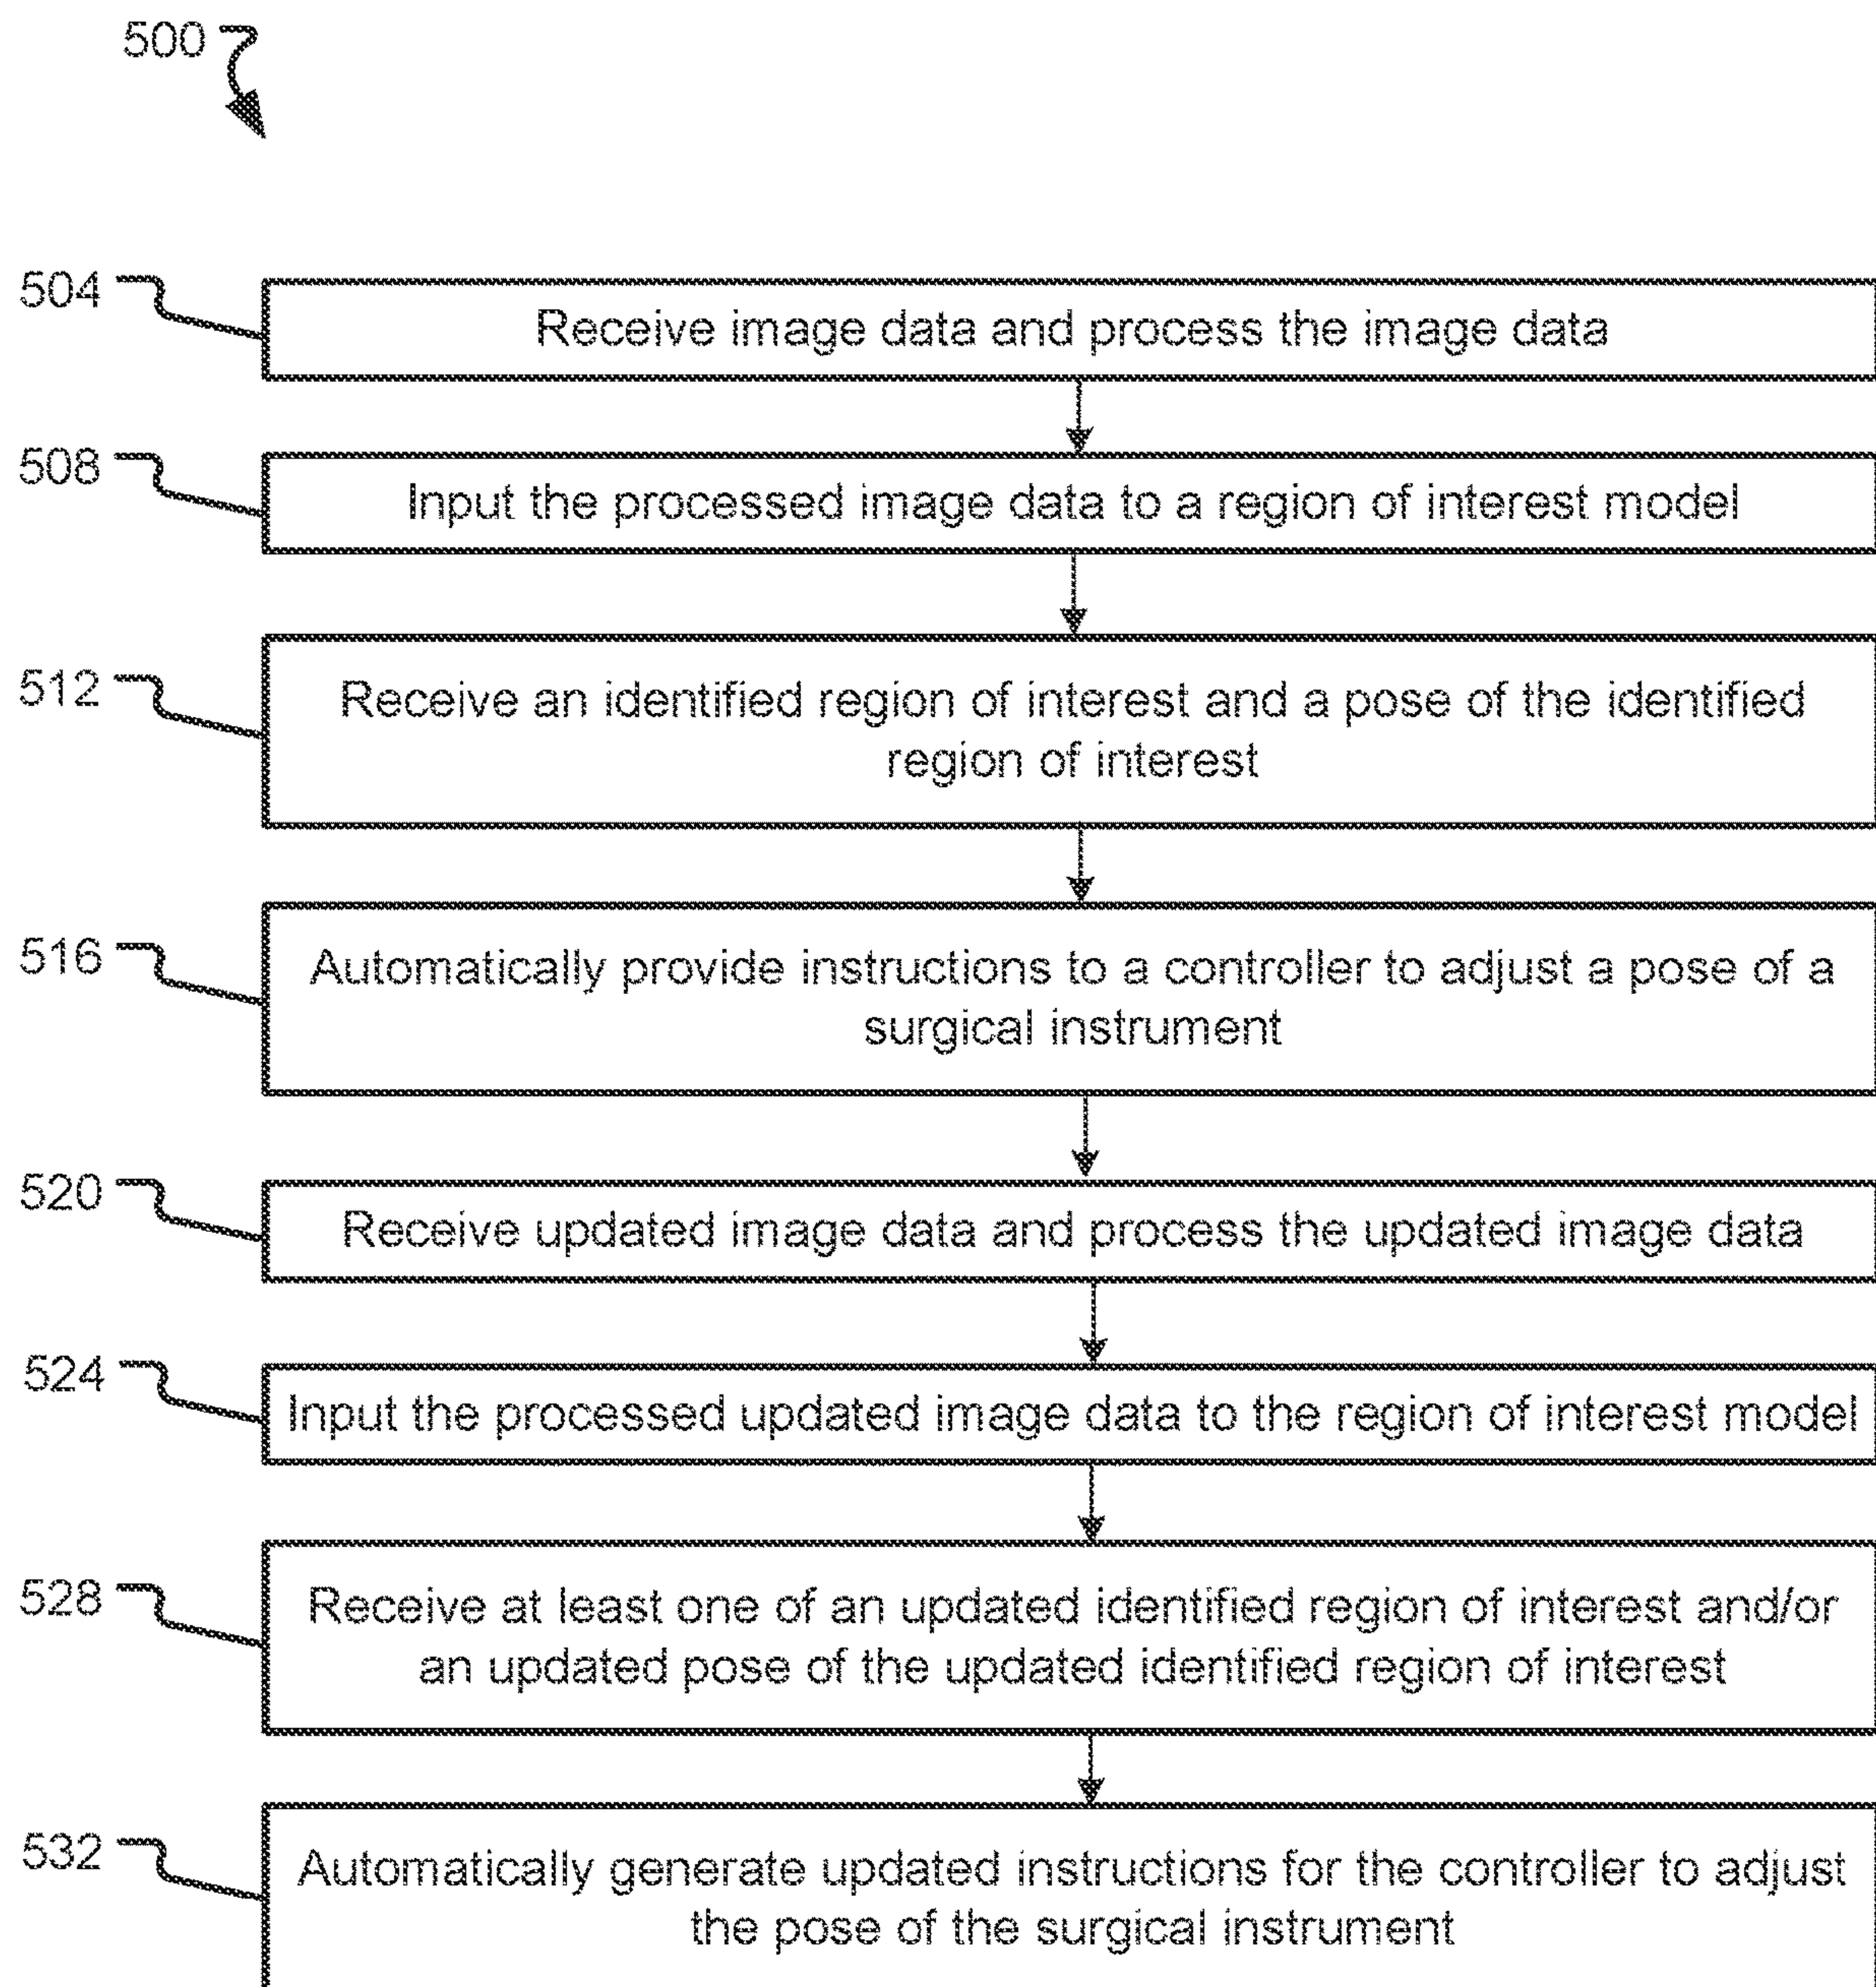 500
504
Receive image data and process the image data
508
Input the processed image data to a region of interest model
512
Receive an identified region of interest and a pose of the identified
region of interest
516
Automatically provide instructions to a controller to adjust a pose of a
surgical instrument
520
Receive updated image data and process the updated image data
524
Input the processed updated image data to the region of interest model
528
Receive at least one of an updated identified region of interest and/or
an updated pose of the updated identified region of interest
532
Automatically generate updated instructions for the controller to adjust
the pose of the surgical instrument